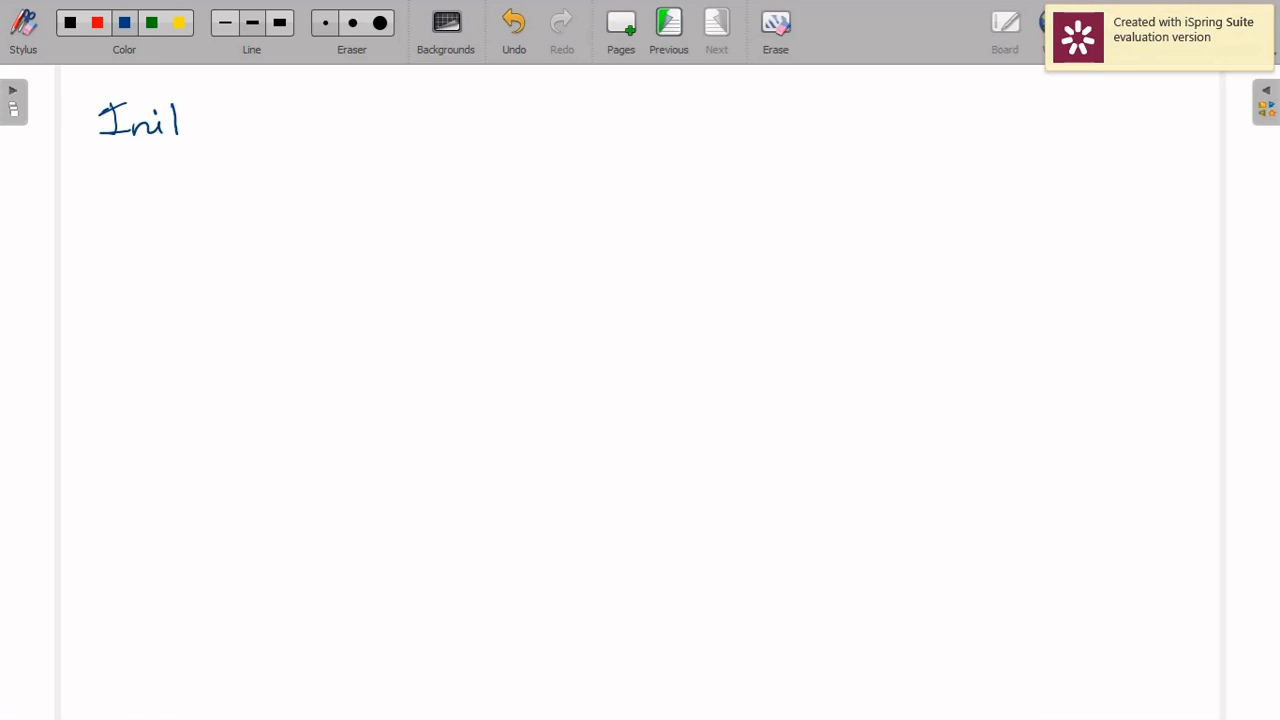 Stylus
Color
Line
Eraser
Backgrounds
Undo
Redo
Pages
Previous
Next
Erase
Board
Created with iSpring Suite
evaluation version
Inil